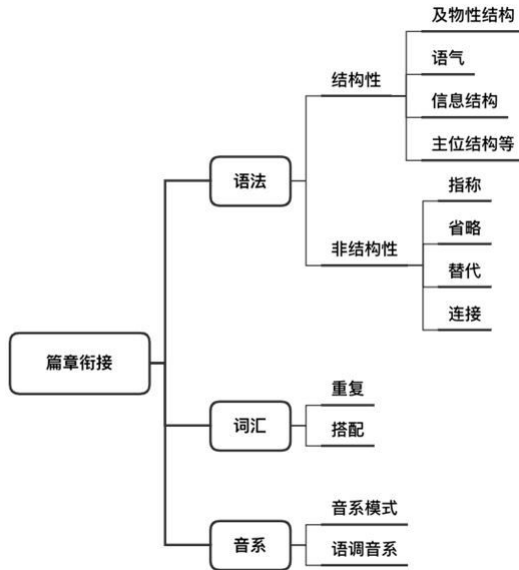 篇章衔接
语法
结构性
及物性结构
语气
信息结构
主位结构等
非结构性
指称
省略
替代
连接
词汇
重复
搭配
音系
音系模式
语调音系